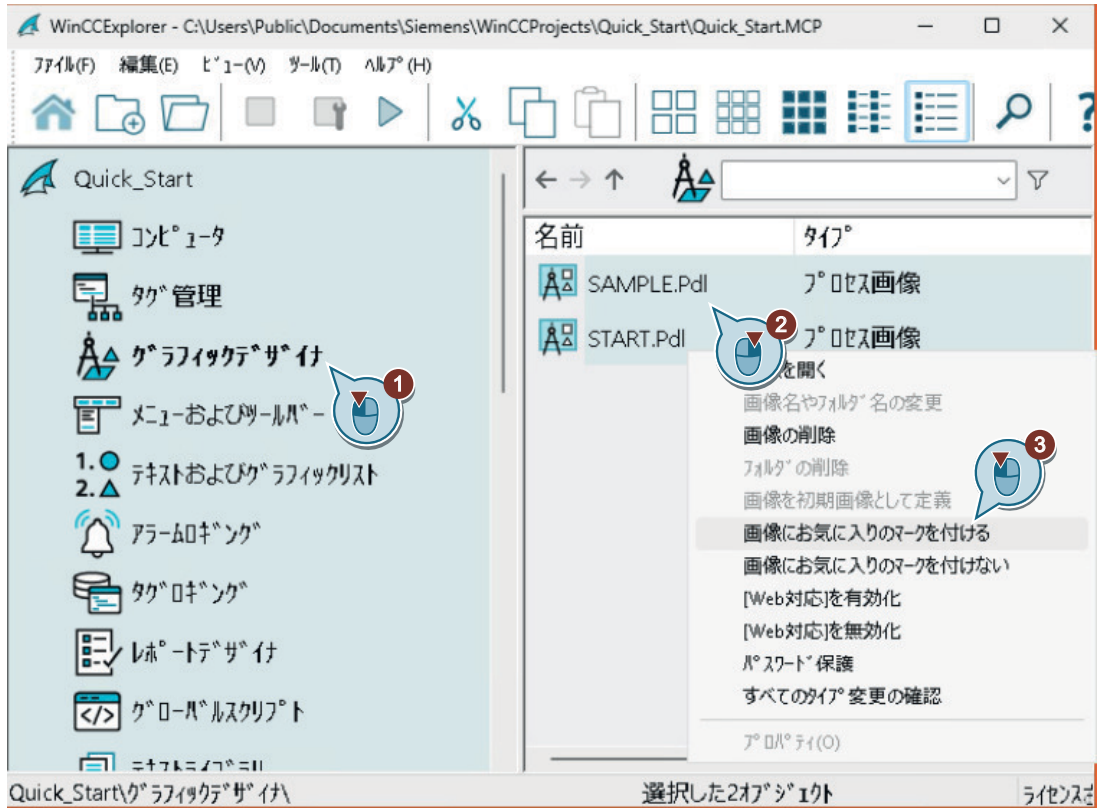 WinCCExplorer - C:\Users\Public\Documents\Siemens\WinCCProjects\Quick_Start\Quick_Start.MCP
ﾌｧｲﾙ(F) 編集(E) ﾋﾞｭｰ(V) ﾂｰﾙ(T) ﾍﾙﾌﾟ(H)
Quick_Start
ｺﾝﾋﾟｭｰﾀ
ﾀｸﾞ管理
ｸﾞﾗﾌｨｯｸﾃﾞｻﾞｲﾅ
1
ﾒﾆｭｰおよびﾂｰﾙﾊﾞｰ
1.
2.
ﾃｷｽﾄおよびｸﾞﾗﾌｨｯｸﾘｽﾄ
ｱﾗｰﾑﾛｷﾞﾝｸﾞ
ﾀｸﾞﾛｷﾞﾝｸﾞ
ﾚﾎﾟｰﾄﾃﾞｻﾞｲﾅ
ｸﾞﾛｰﾊﾞﾙｽｸﾘﾌﾟﾄ
名前 ﾀｲﾌﾟ
SAMPLE.Pdl ﾌﾟﾛｾｽ画像
START.Pdl ﾌﾟﾛｾｽ画像
2
を開く
画像名やﾌｫﾙﾀﾞ名の変更
画像の削除
3
ﾌｫﾙﾀﾞの削除
画像を初期画像として定義
画像にお気に入りのﾏｰｸを付ける
画像にお気に入りのﾏｰｸを付けない
[Web対応]を有効化
[Web対応]を無効化
ﾊﾟｽﾜｰﾄﾞ保護
すべてのﾀｲﾌﾟ変更の確認
ﾌﾟﾛﾊﾟﾃｨ(O)
Quick_Start\ｸﾞﾗﾌｨｯｸﾃﾞｻﾞｲﾅ\ 選択した2ｵﾌﾞｼﾞｪｸﾄ ﾗｲｾﾝｽ